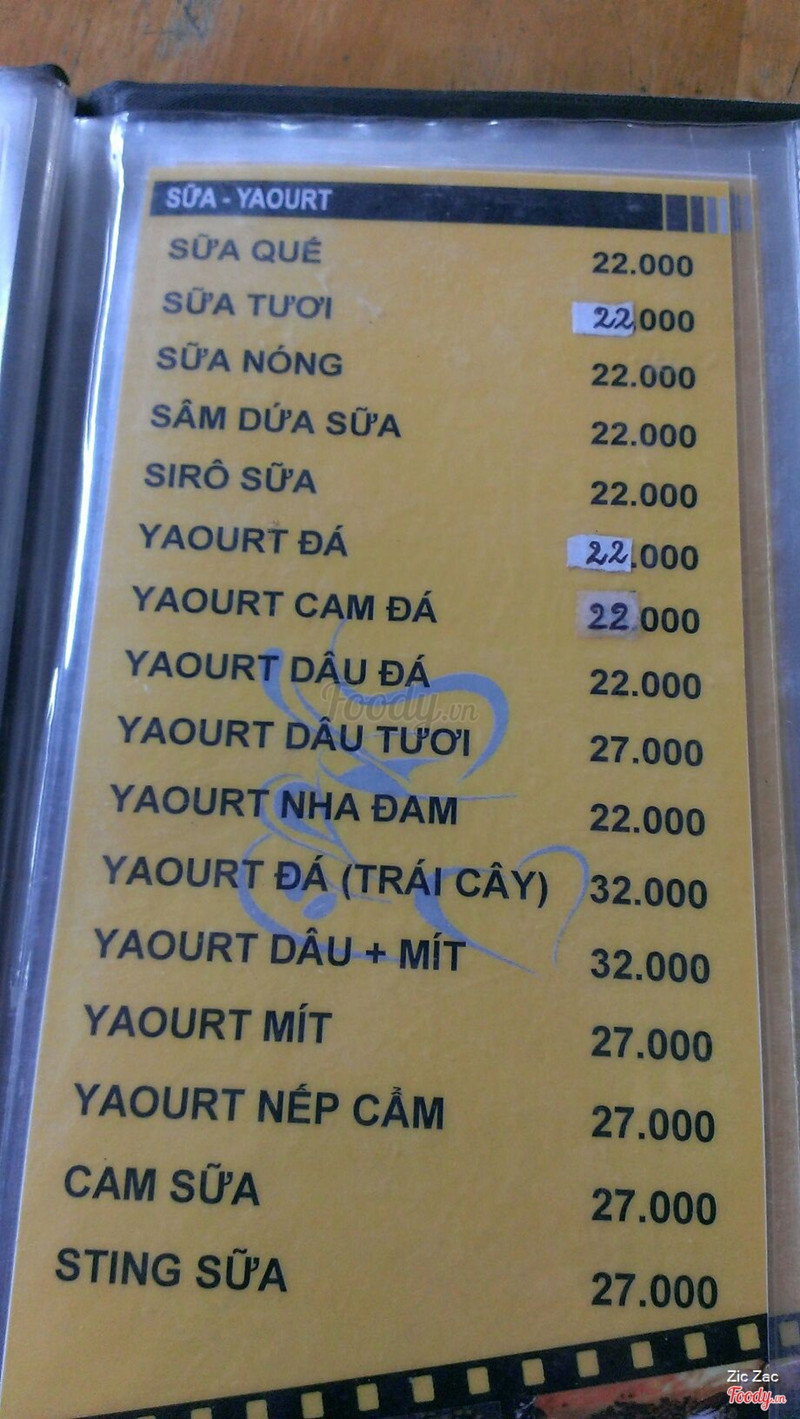 SỮA - YAOURT
SỮA QUẾ 22.000
SỮA TƯƠI 22.000
SỮA NÓNG 22.000
SÂM DỨA SỮA 22.000
SIRÔ SỮA 22.000
YAOURT ĐÁ 22.000
YAOURT CAM ĐÁ 22.000
YAOURT DÂU ĐÁ 22.000
Foody.vn
YAOURT DÂU TƯƠI 27.000
YAOURT NHA ĐAM 22.000
YAOURT ĐÁ (TRÁI CÂY) 32.000
YAOURT DÂU + MÍT 32.000
YAOURT MÍT 27.000
YAOURT NẾP CẨM 27.000
CAM SỮA 27.000
STING SỮA 27.000
Zic Zac
Foody.vn